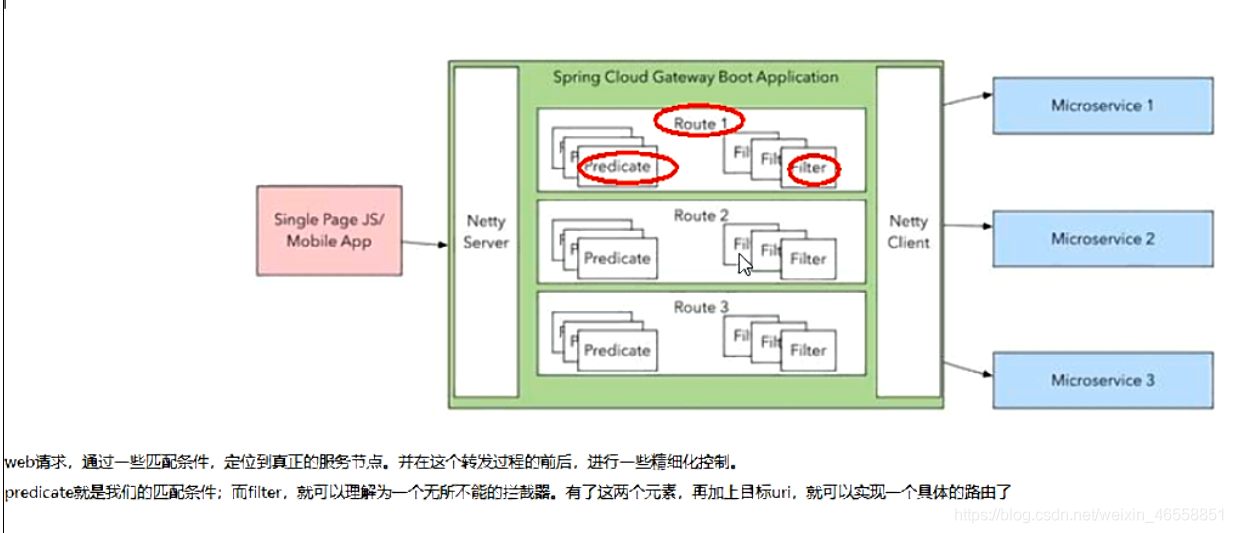 Spring Cloud Gateway Boot Application
Single Page JS/
Mobile App
Netty
Server
Route 1
Predicate
Fil
Fil
Filter
Route 2
Predicate
Fil
Filt
Filter
Route 3
Predicate
Fil
Filt
Filter
Netty
Client
Microservice 1
Microservice 2
Microservice 3
web请求，通过一些匹配条件，定位到真正的服务节点。并在这个转发过程的前后，进行一些精细化控制。
predicate就是我们的匹配条件；而filter，就可以理解为一个无所不能的拦截器。有了这两个元素，再加上目标uri，就可以实现一个具体的路由了
https://blog.csdn.net/weixin_46558851